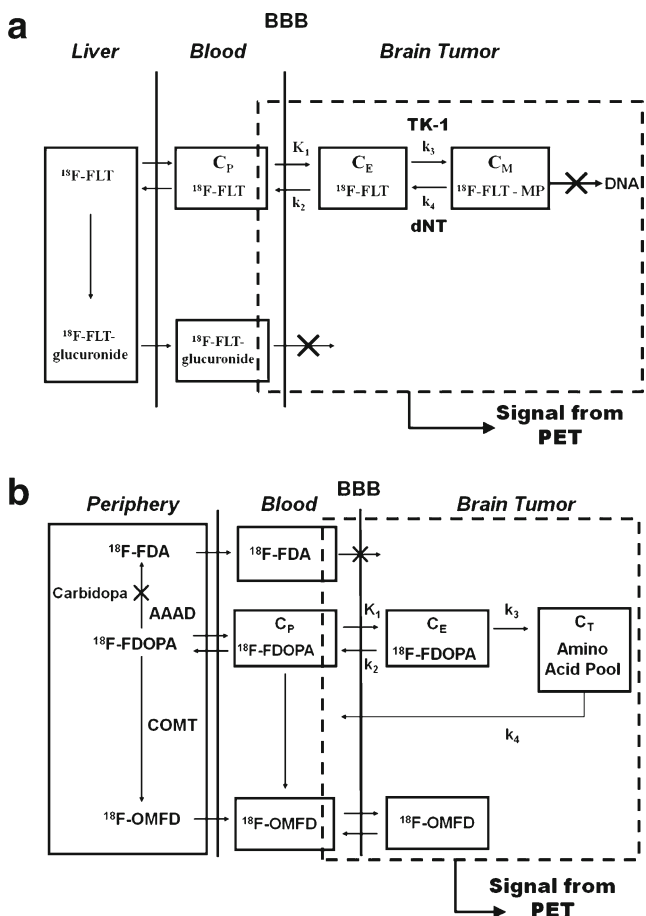 a
BBB
Liver Blood Brain Tumor
TK-1
¹⁸F-FLT
C_P
¹⁸F-FLT
K₁
k₂
C_E
¹⁸F-FLT
k₃
k₄
dNT
C_M
¹⁸F-FLT - MP
DNA
¹⁸F-FLT-
glucuronide
¹⁸F-FLT-
glucuronide
Signal from
PET
b
BBB
Periphery Blood Brain Tumor
¹⁸F-FDA
¹⁸F-FDA
Carbidopa
AAAD
¹⁸F-FDOPA
C_P
¹⁸F-FDOPA
K₁
k₂
C_E
¹⁸F-FDOPA
k₃
C_T
Amino
Acid Pool
k₄
COMT
¹⁸F-OMFD
¹⁸F-OMFD
¹⁸F-OMFD
Signal from
PET